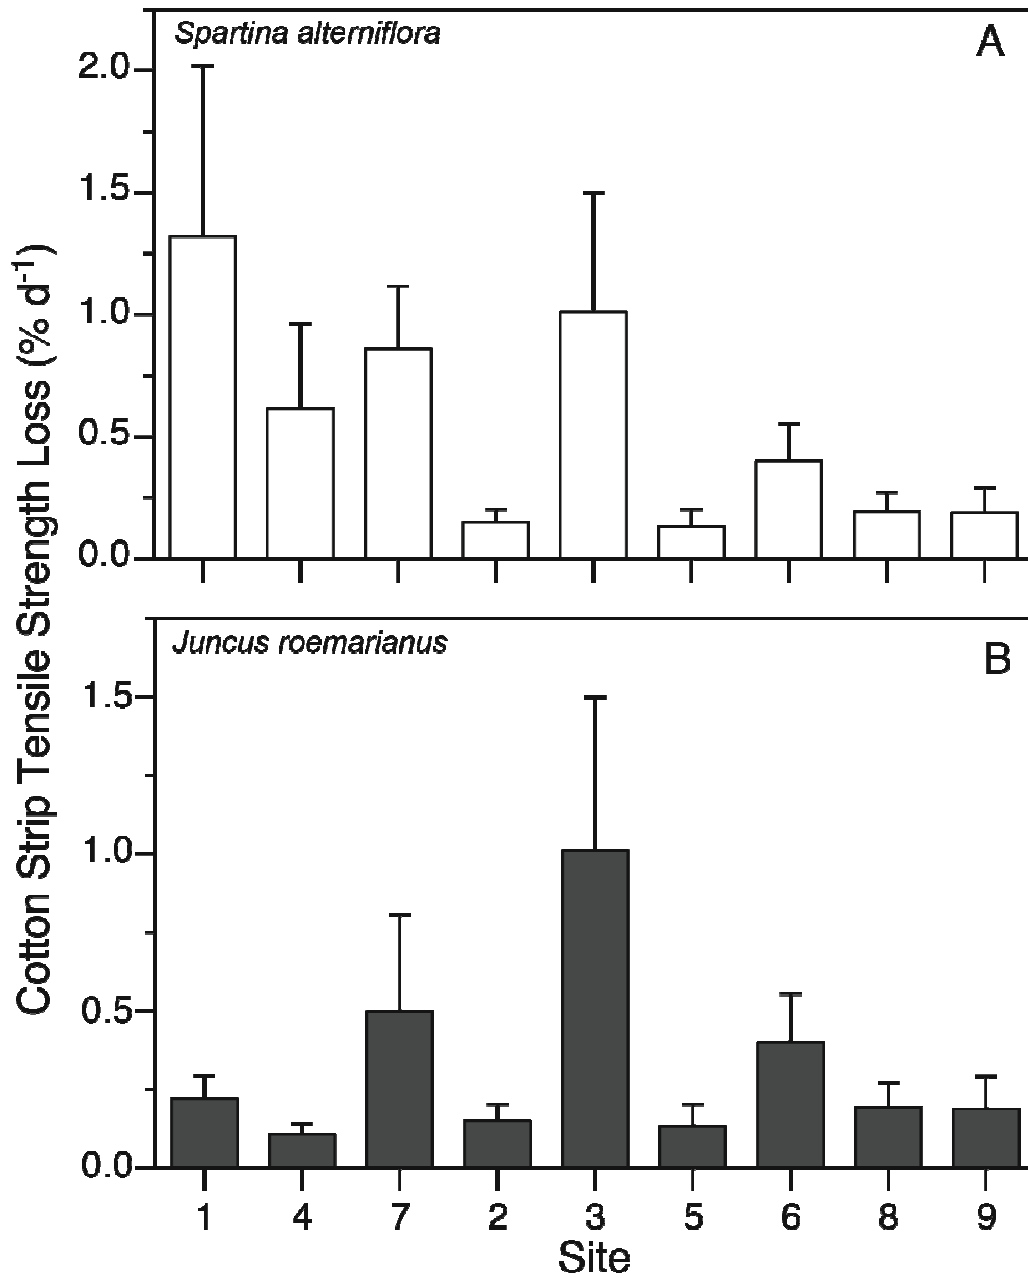 Spartina alterniflora
A
2.0
1.5
1.0
0.5
0.0
Cotton Strip Tensile Strength Loss (% d-1)
Juncus roemarianus
B
1.5
1.0
0.5
0.0
1 4 7 2 3 5 6 8 9
Site